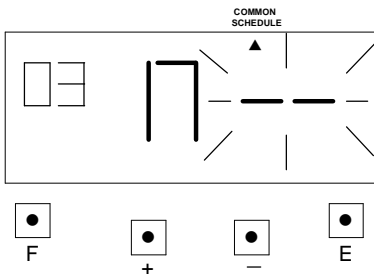 COMMON
SCHEDULE
03 П --
F + − E